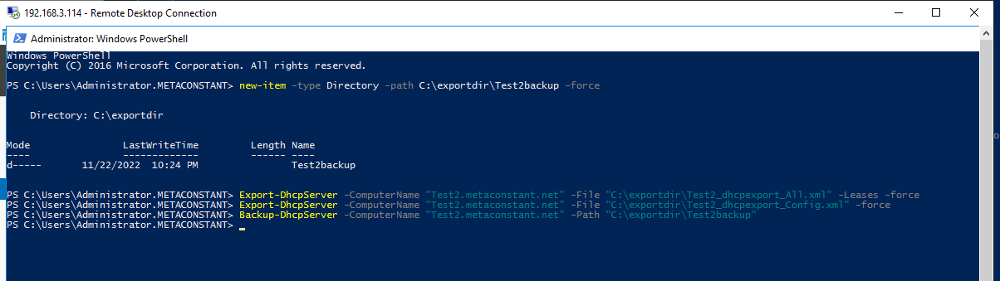 192.168.3.114 - Remote Desktop Connection
Administrator: Windows PowerShell
Windows PowerShell
Copyright (C) 2016 Microsoft Corporation. All rights reserved.
PS C:\Users\Administrator.METACONSTANT> new-item -type Directory -path C:\exportdir\Test2backup -force
Directory: C:\exportdir
Mode LastWriteTime Length Name
---- ------------- ------ ----
d----- 11/22/2022 10:24 PM Test2backup
PS C:\Users\Administrator.METACONSTANT> Export-DhcpServer -ComputerName "Test2.metaconstant.net" -File "C:\exportdir\Test2_dhcpexport_All.xml" -Leases -force
PS C:\Users\Administrator.METACONSTANT> Export-DhcpServer -ComputerName "Test2.metaconstant.net" -File "C:\exportdir\Test2_dhcpexport_Config.xml" -force
PS C:\Users\Administrator.METACONSTANT> Backup-DhcpServer -ComputerName "Test2.metaconstant.net" -Path "C:\exportdir\Test2backup"
PS C:\Users\Administrator.METACONSTANT>